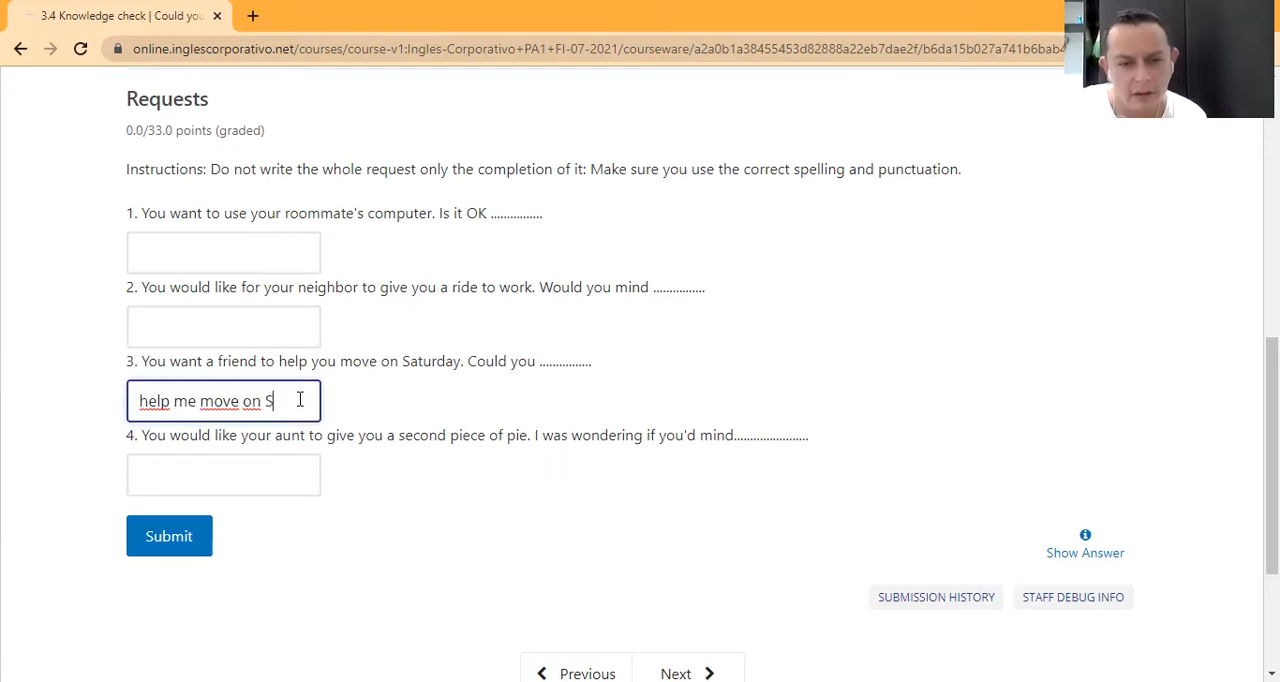 3.4 Knowledge check | Could you
online.inglescorporativo.net/courses/course-v1:Ingles-Corporativo+PA1+FI-07-2021/courseware/a2a0b1a38455453d82888a22eb7dae2f/b6da15b027a741b6bab4
Requests
0.0/33.0 points (graded)
Instructions: Do not write the whole request only the completion of it: Make sure you use the correct spelling and punctuation.
1. You want to use your roommate's computer. Is it OK ................
2. You would like for your neighbor to give you a ride to work. Would you mind ................
3. You want a friend to help you move on Saturday. Could you ................
help me move on S
4. You would like your aunt to give you a second piece of pie. I was wondering if you'd mind.......................
Submit
Show Answer
SUBMISSION HISTORY STAFF DEBUG INFO
Previous Next